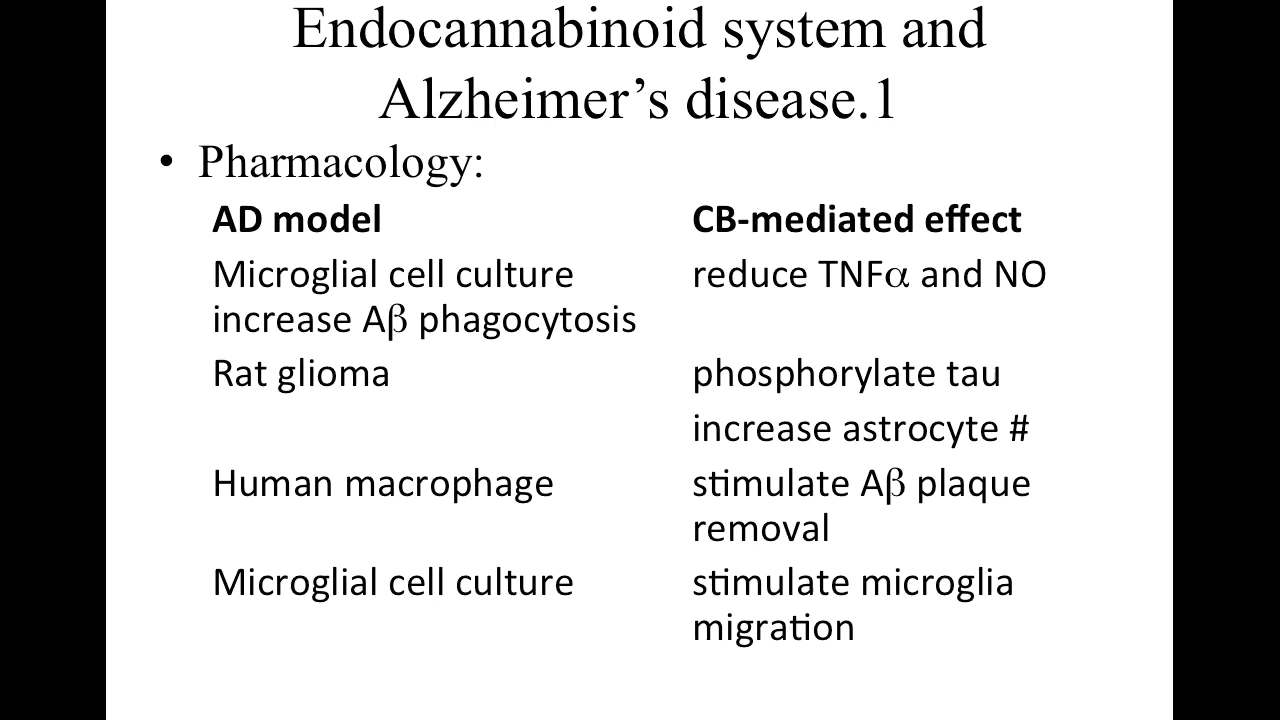 Endocannabinoid system and
Alzheimer’s disease.1
• Pharmacology:
AD model CB-mediated effect
Microglial cell culture reduce TNFα and NO
increase Aβ phagocytosis
Rat glioma phosphorylate tau
increase astrocyte #
Human macrophage stimulate Aβ plaque
removal
Microglial cell culture stimulate microglia
migration